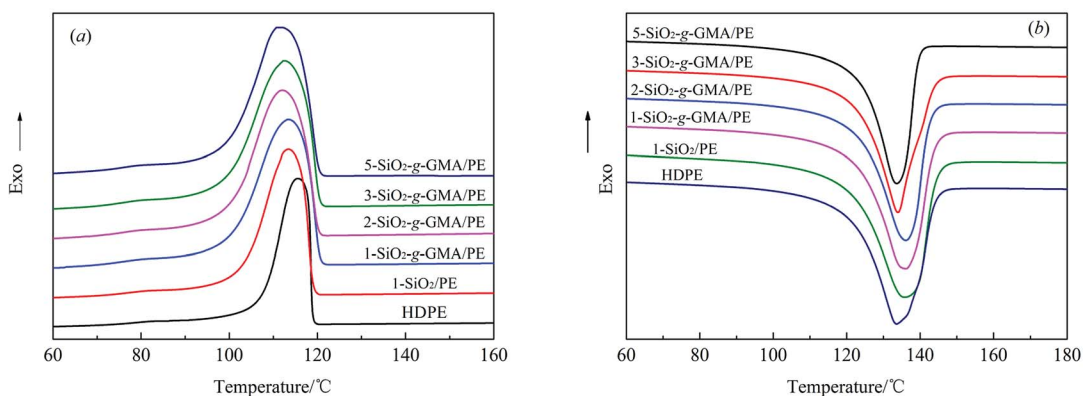 (a)
5-SiO₂-g-GMA/PE
3-SiO₂-g-GMA/PE
2-SiO₂-g-GMA/PE
1-SiO₂-g-GMA/PE
1-SiO₂/PE
HDPE
Exo
60 80 100 120 140 160
Temperature/℃
(b)
5-SiO₂-g-GMA/PE
3-SiO₂-g-GMA/PE
2-SiO₂-g-GMA/PE
1-SiO₂-g-GMA/PE
1-SiO₂/PE
HDPE
Exo
60 80 100 120 140 160 180
Temperature/℃